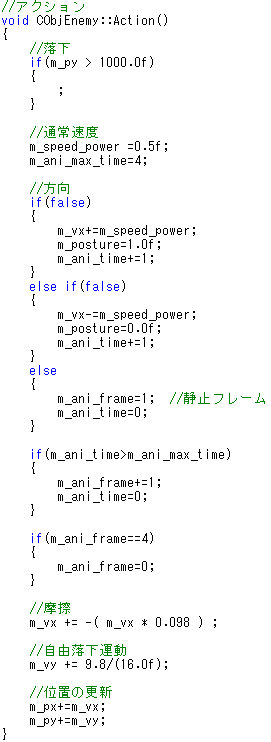 //アクション
void CObjEnemy::Action()
{
    //落下
    if(m_py > 1000.0f)
    {
        ;
    }

    //通常速度
    m_speed_power =0.5f;
    m_ani_max_time=4;

    //方向
    if(false)
    {
        m_vx+=m_speed_power;
        m_posture=1.0f;
        m_ani_time+=1;
    }
    else if(false)
    {
        m_vx-=m_speed_power;
        m_posture=0.0f;
        m_ani_time+=1;
    }
    else
    {
        m_ani_frame=1;  //静止フレーム
        m_ani_time=0;
    }

    if(m_ani_time>m_ani_max_time)
    {
        m_ani_frame+=1;
        m_ani_time=0;
    }

    if(m_ani_frame==4)
    {
        m_ani_frame=0;
    }

    //摩擦
    m_vx += -( m_vx * 0.098 ) ;

    //自由落下運動
    m_vy += 9.8/(16.0f);

    //位置の更新
    m_px+=m_vx;
    m_py+=m_vy;
}